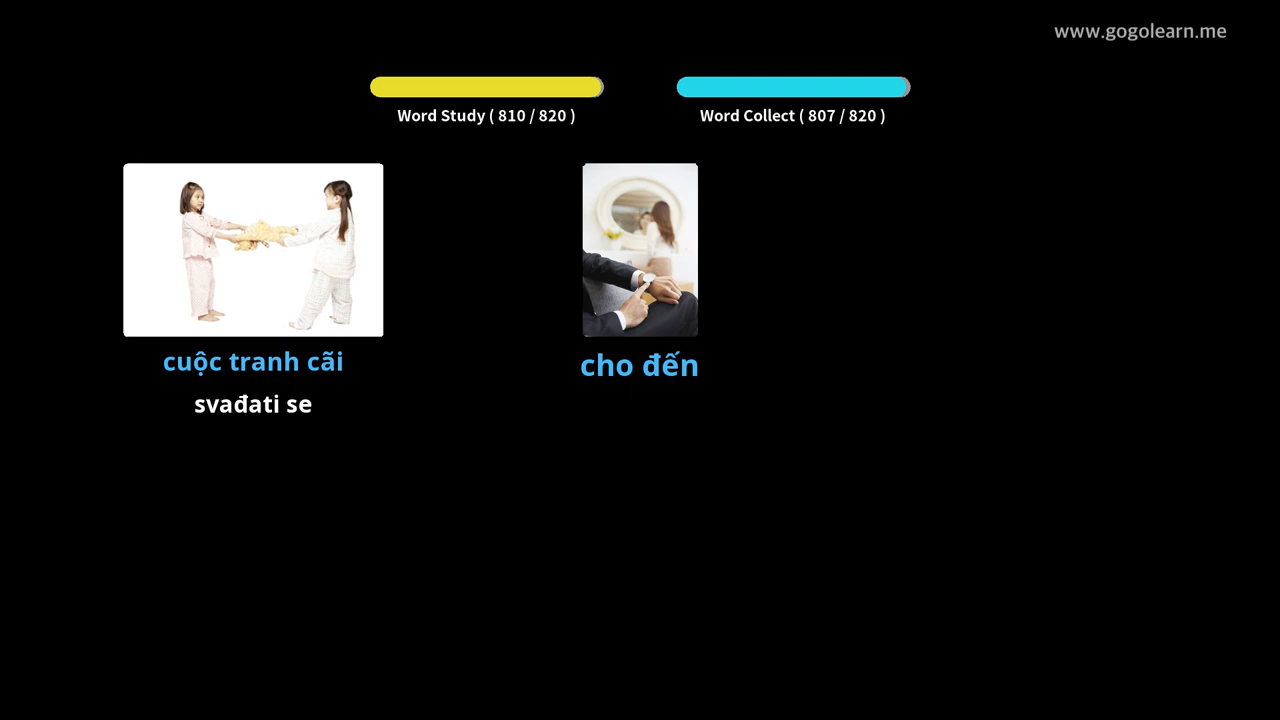 www.gogolearn.me
Word Study ( 810 / 820 )
Word Collect ( 807 / 820 )
cuộc tranh cãi
svađati se
cho đến